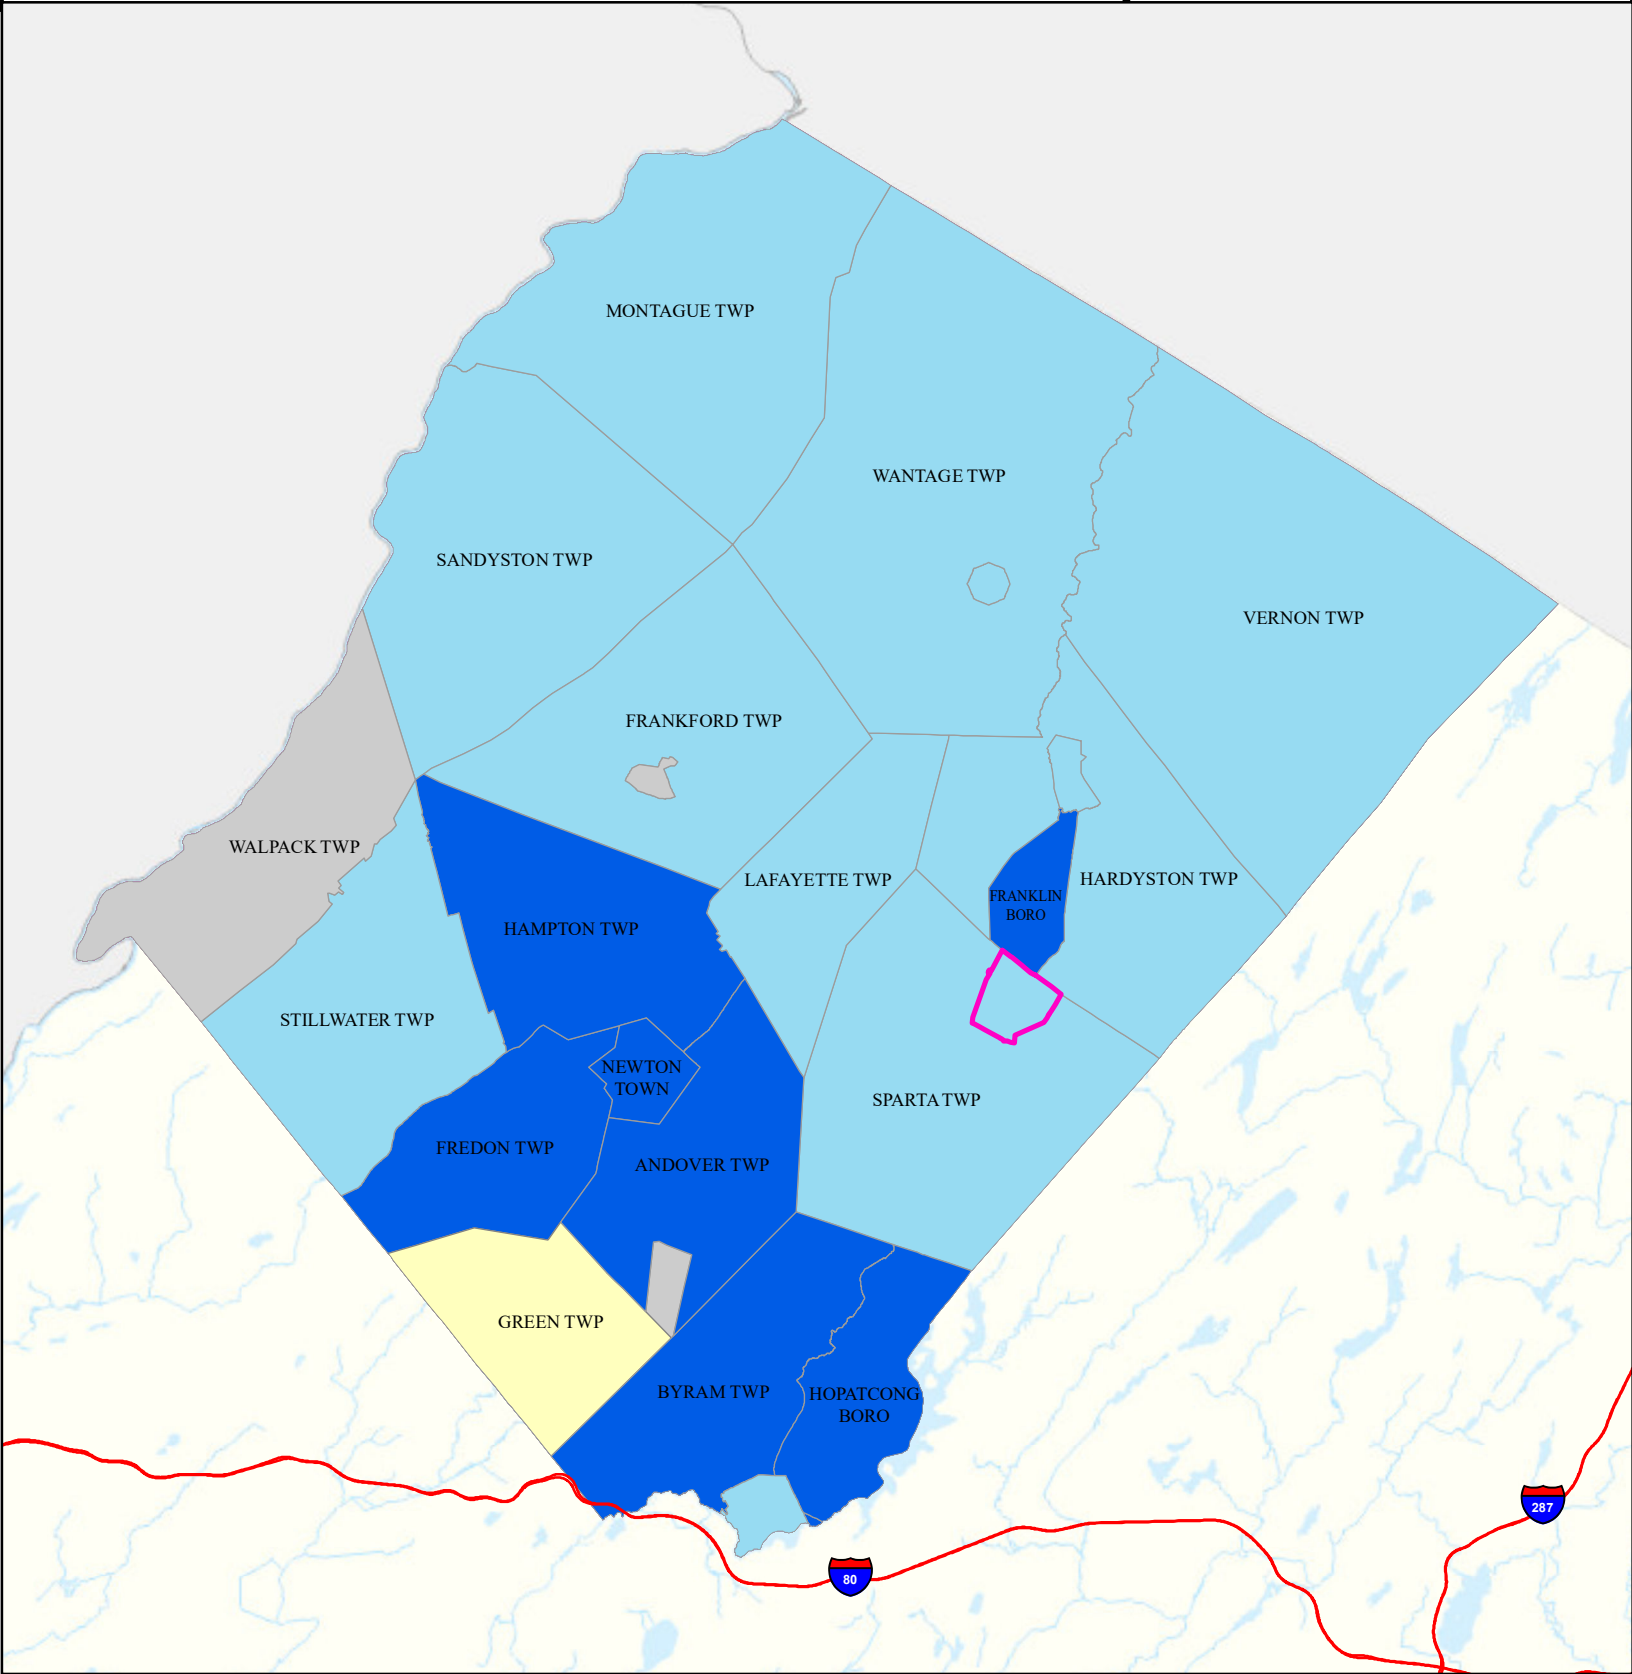 MONTAGUE TWP
WANTAGE TWP
SANDYSTON TWP
VERNON TWP
FRANKFORD TWP
WALPACK TWP
LAFAYETTE TWP
HARDYSTON TWP
FRANKLIN
BORO
HAMPTON TWP
STILLWATER TWP
NEWTON
TOWN
SPARTA TWP
FREDON TWP
ANDOVER TWP
GREEN TWP
BYRAM TWP
HOPATCONG
BORO
287
80